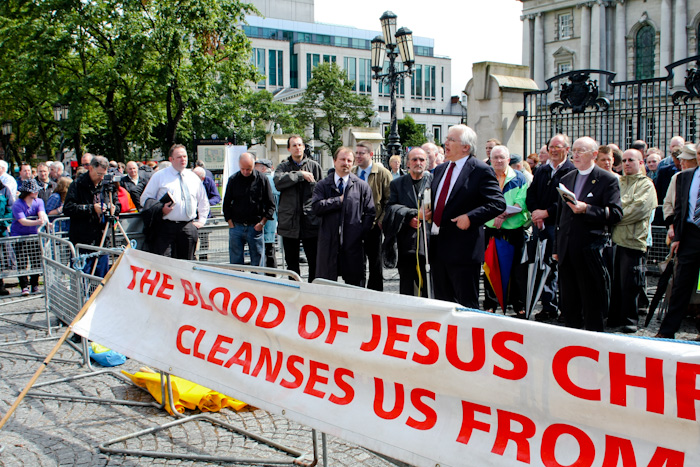 THE BLOOD OF JESUS CHR
CLEANSES US FROM